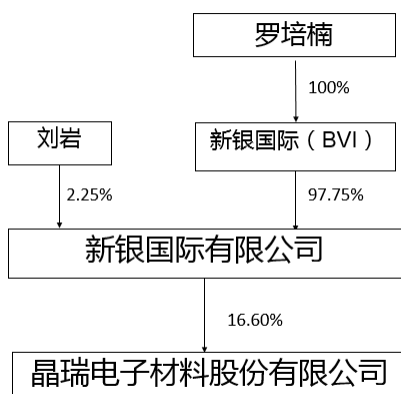 罗培楠
100%
刘岩
新银国际（BVI）
2.25%
97.75%
新银国际有限公司
16.60%
晶瑞电子材料股份有限公司